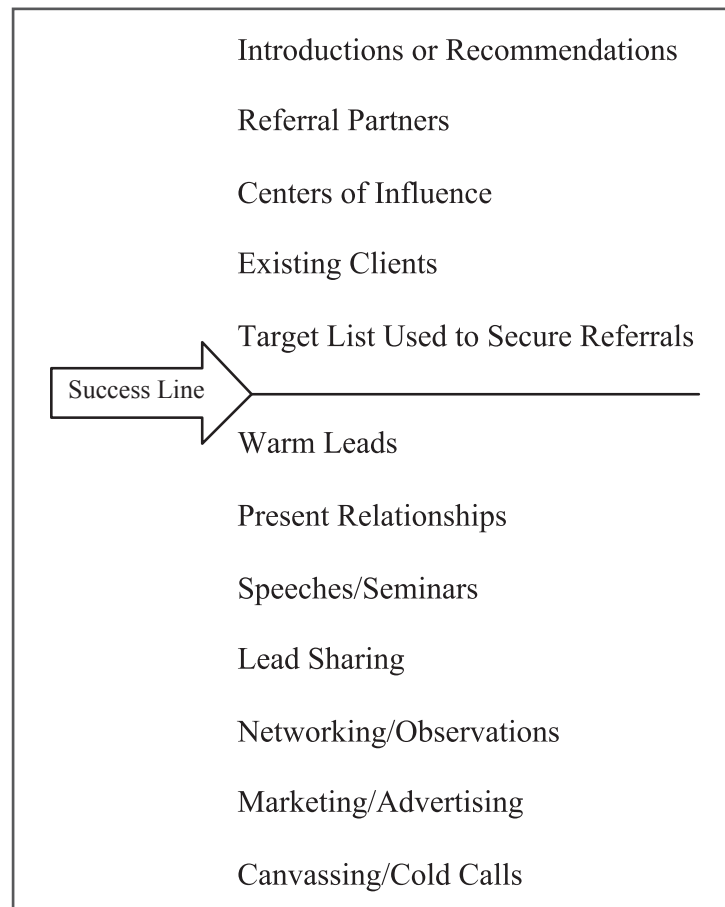 Introductions or Recommendations
Referral Partners
Centers of Influence
Existing Clients
Target List Used to Secure Referrals
Success Line
Warm Leads
Present Relationships
Speeches/Seminars
Lead Sharing
Networking/Observations
Marketing/Advertising
Canvassing/Cold Calls